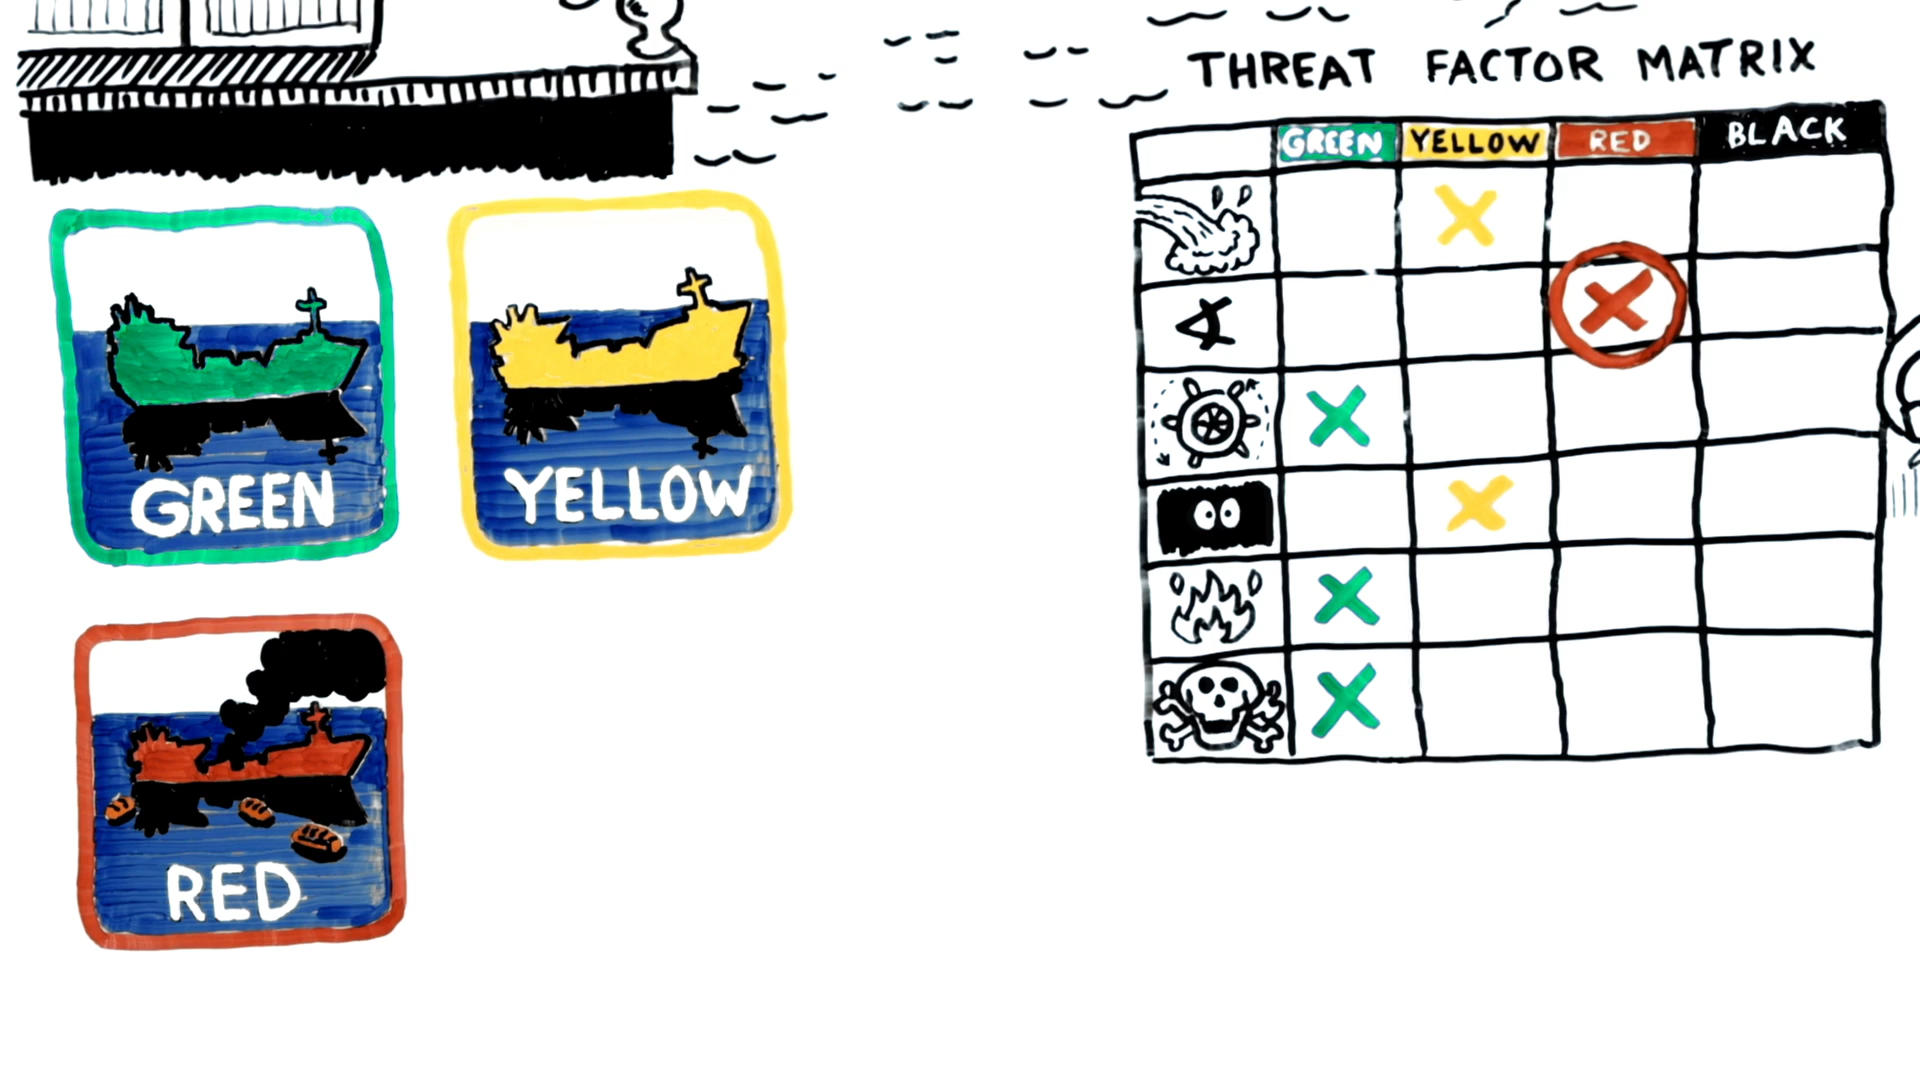 THREAT FACTOR MATRIX
GREEN YELLOW RED BLACK
GREEN
YELLOW
RED